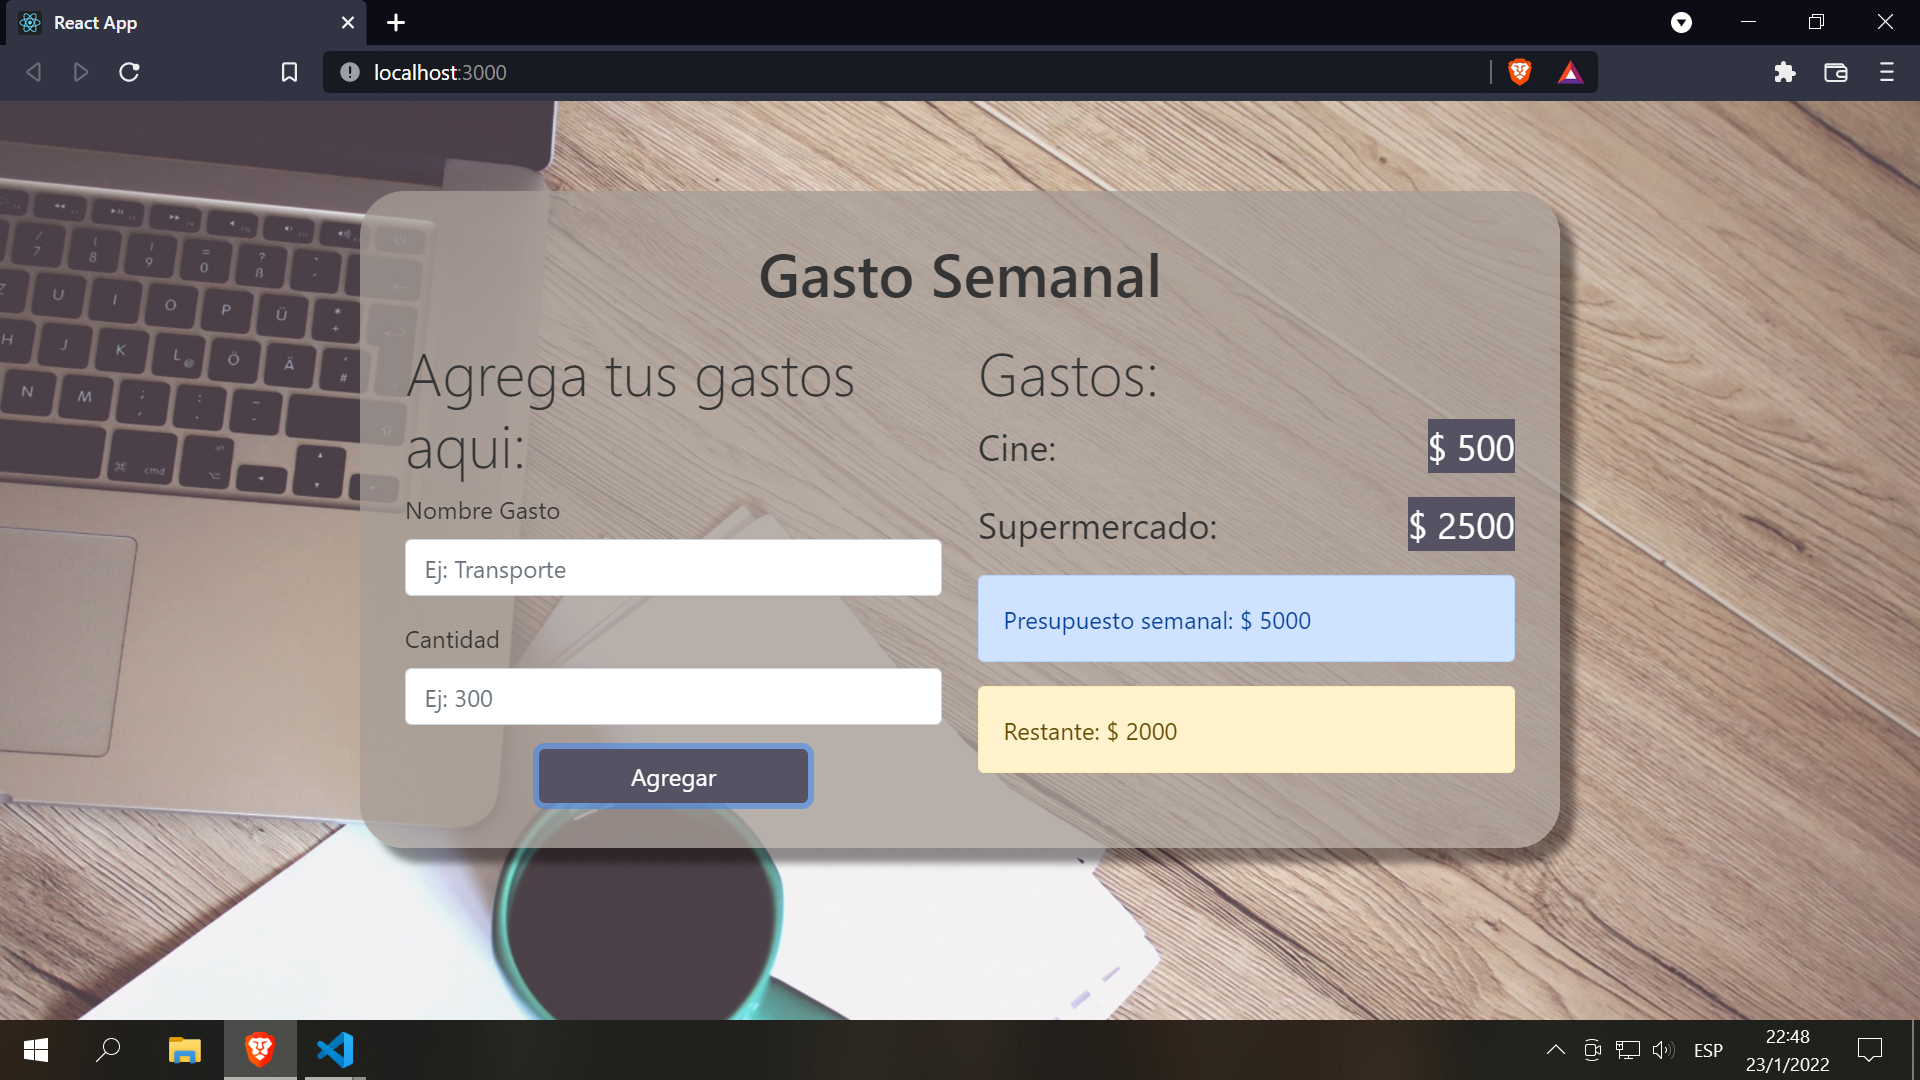 React App
localhost:3000
Gasto Semanal
Agrega tus gastos
aqui:
Nombre Gasto
Ej: Transporte
Cantidad
Ej: 300
Agregar
Gastos:
Cine:
$ 500
Supermercado:
$ 2500
Presupuesto semanal: $ 5000
Restante: $ 2000
ESP
22:48
23/1/2022